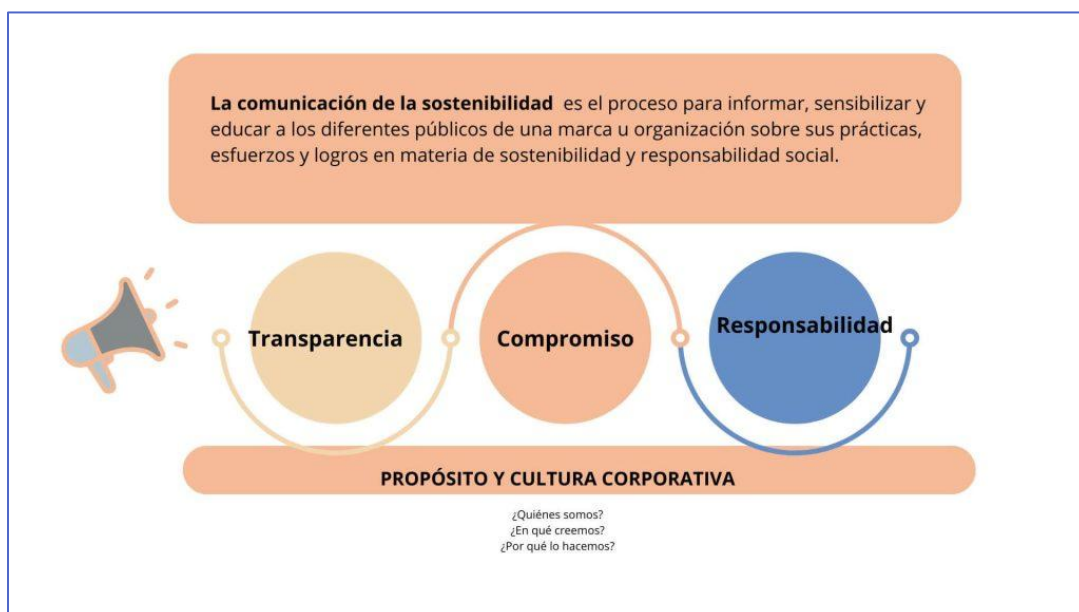 La comunicación de la sostenibilidad es el proceso para informar, sensibilizar y
educar a los diferentes públicos de una marca u organización sobre sus prácticas,
esfuerzos y logros en materia de sostenibilidad y responsabilidad social.
Transparencia
Compromiso
Responsabilidad
PROPÓSITO Y CULTURA CORPORATIVA
¿Quiénes somos?
¿En qué creemos?
¿Por qué lo hacemos?